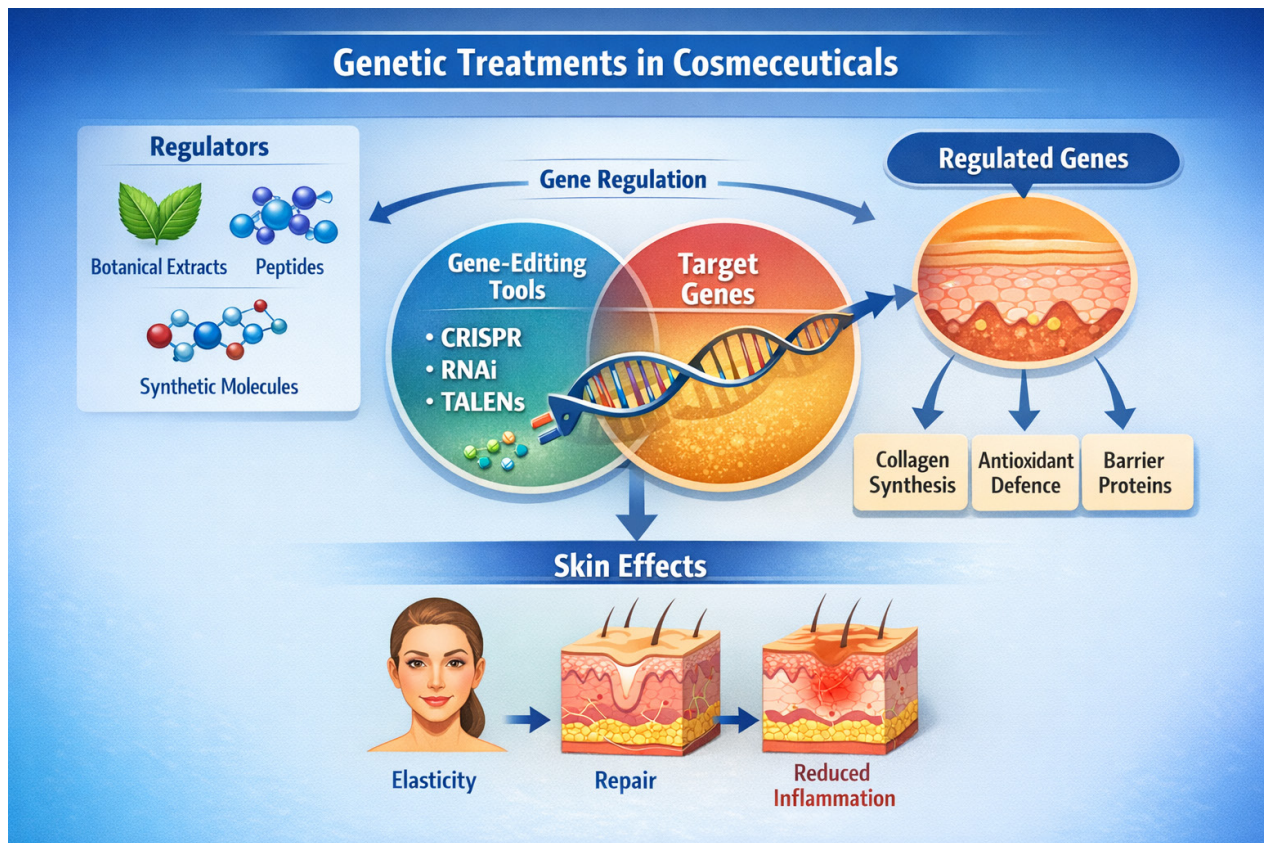 Genetic Treatments in Cosmeceuticals
Regulators
Botanical Extracts
Peptides
Synthetic Molecules
Gene Regulation
Gene-Editing
Tools
• CRISPR
• RNAi
• TALENs
Target
Genes
Regulated Genes
Collagen
Synthesis
Antioxidant
Defence
Barrier
Proteins
Skin Effects
Elasticity
Repair
Reduced
Inflammation